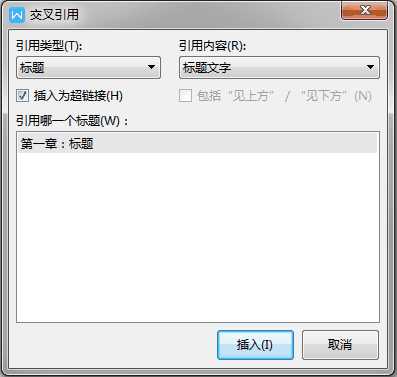 交叉引用
引用类型(T):
引用内容(R):
标题
标题文字
插入为超链接(H)
包括“见上方” / “见下方”(N)
引用哪一个标题(W)：
第一章：标题
插入(I)
取消